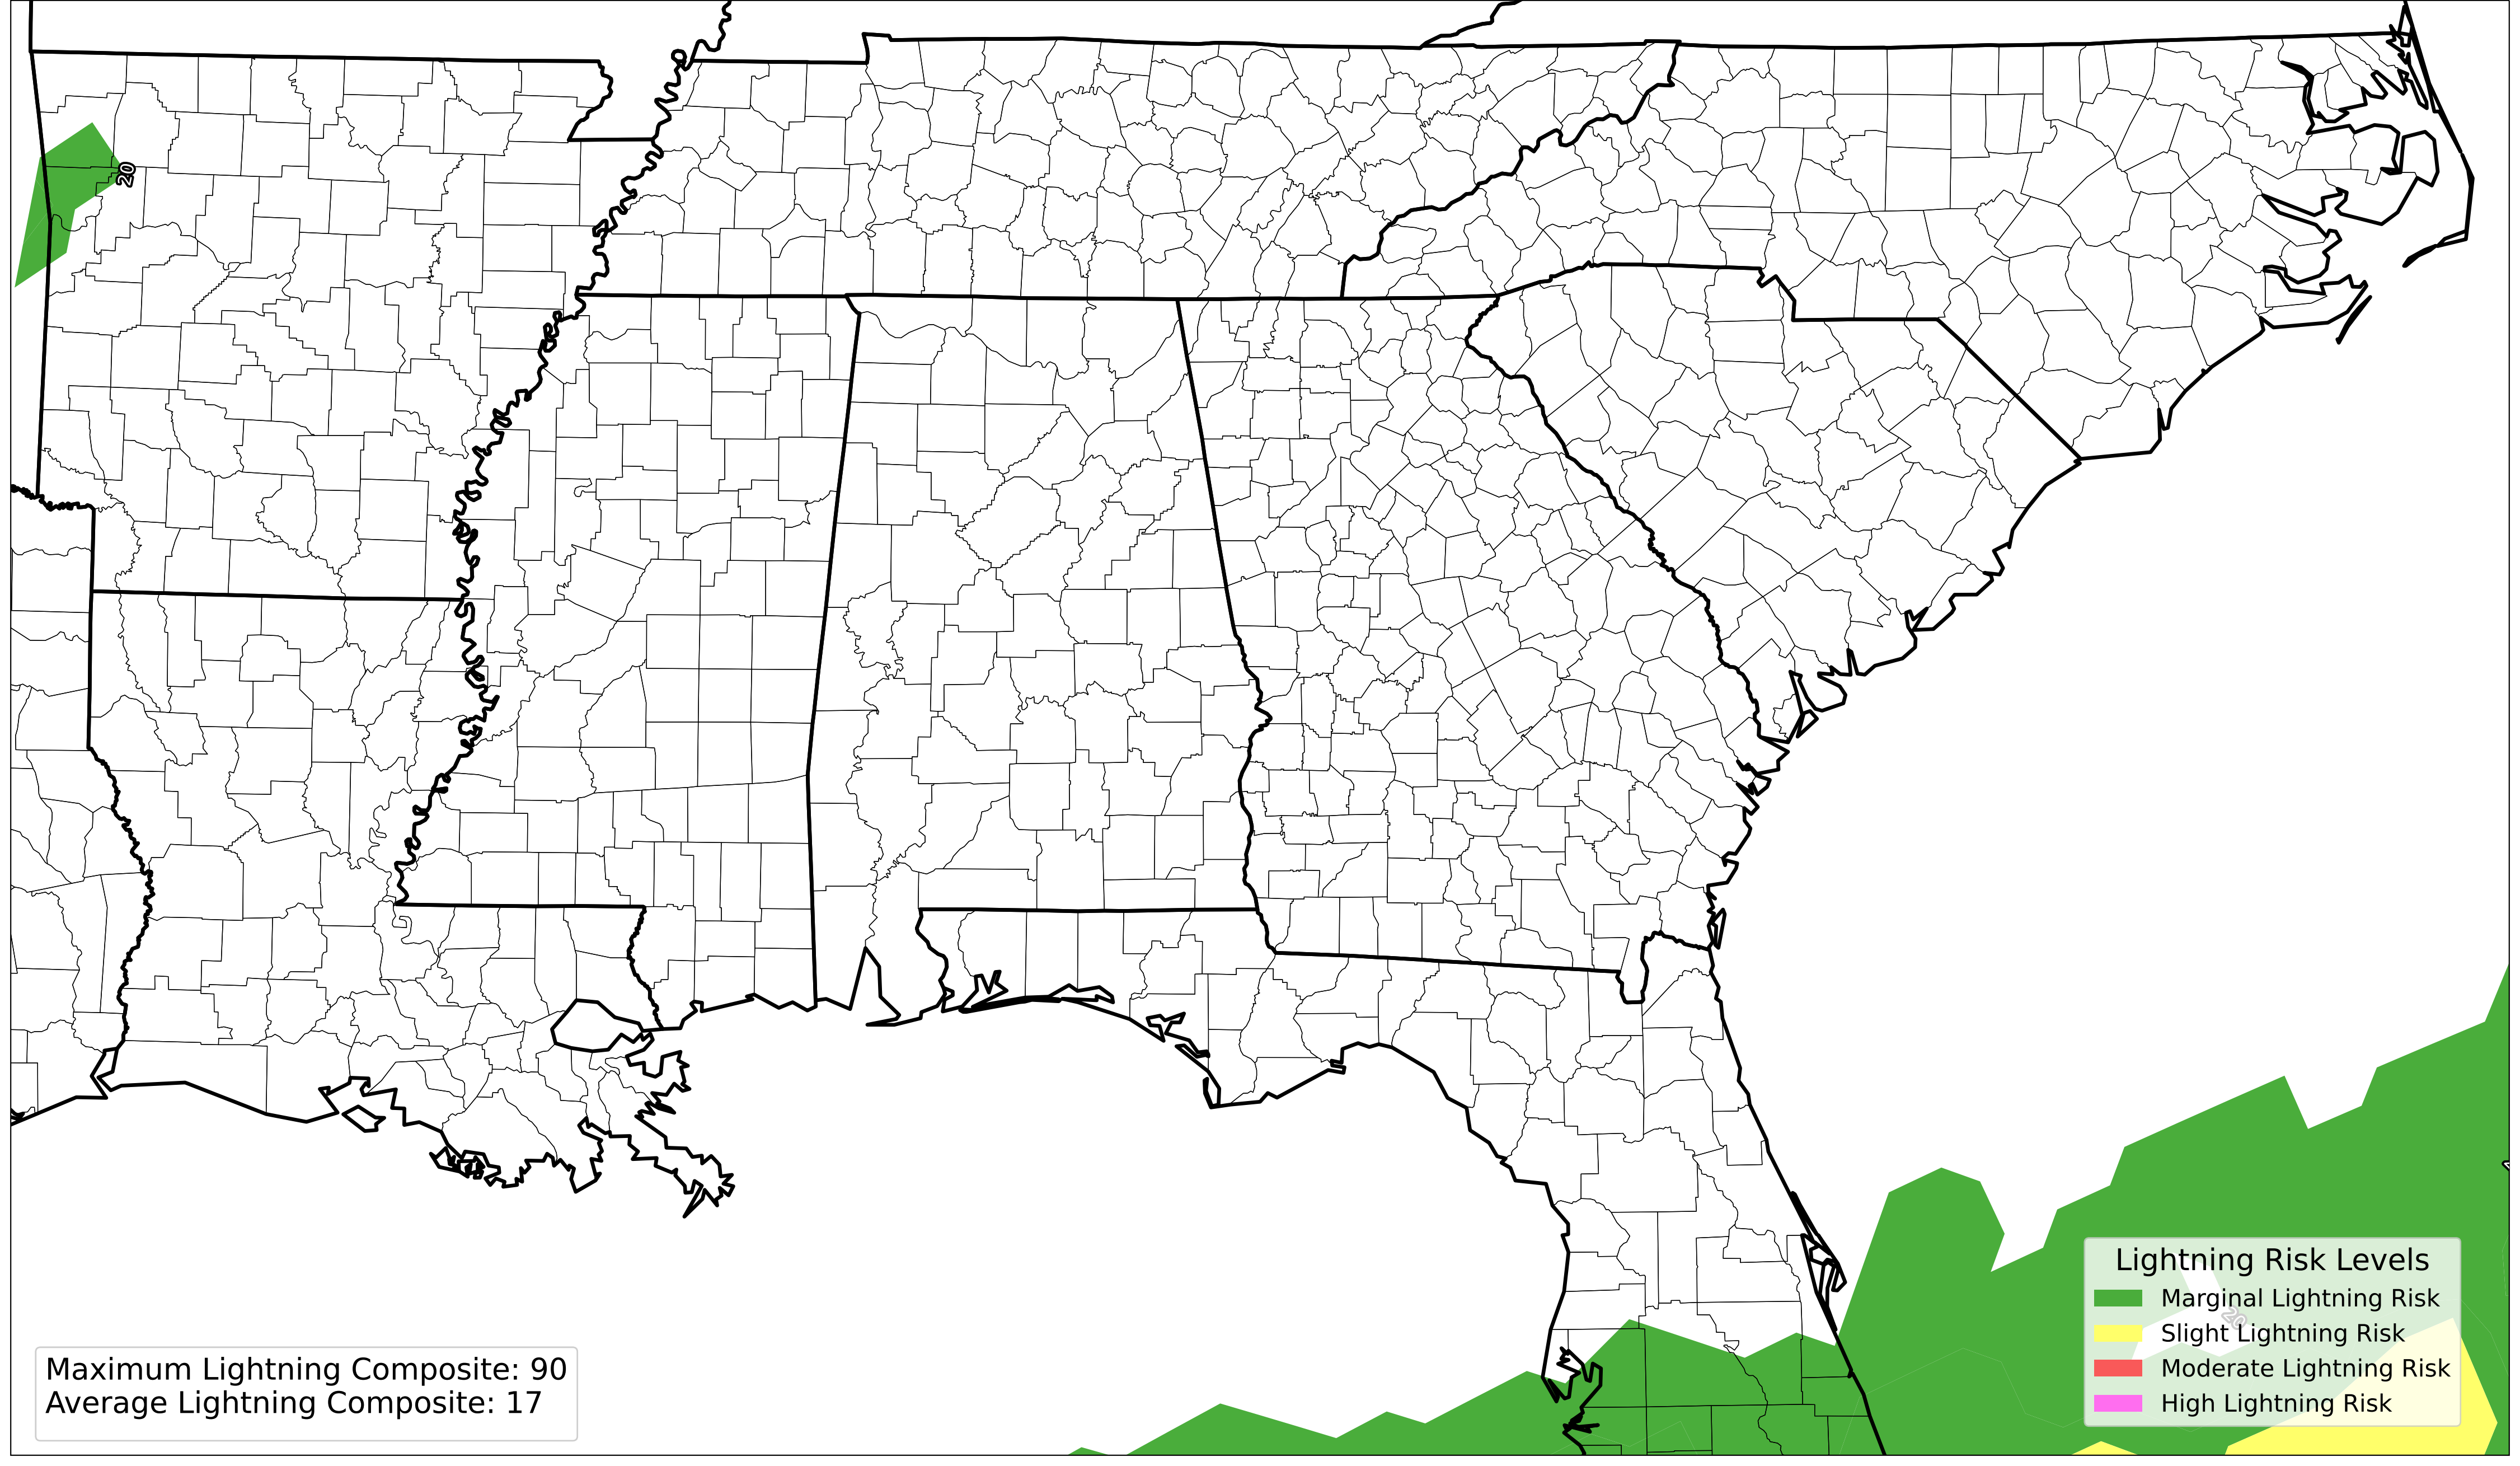 20
Lightning Risk Levels
20
Marginal Lightning Risk
Slight Lightning Risk
Moderate Lightning Risk
High Lightning Risk
Maximum Lightning Composite: 90
Average Lightning Composite: 17